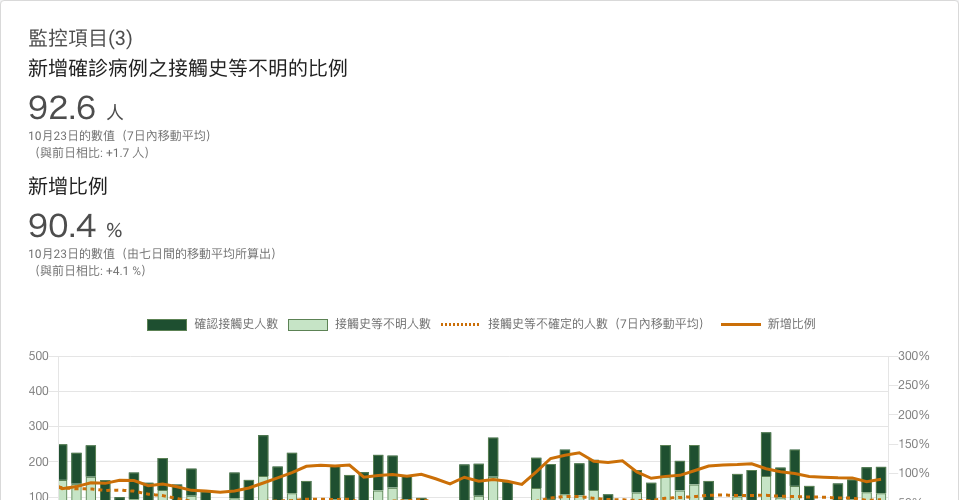 監控項目(3)
新增確診病例之接觸史等不明的比例
92.6 人
10月23日的數值（7日內移動平均）
（與前日相比: +1.7 人）
新增比例
90.4 %
10月23日的數值（由七日間的移動平均所算出）
（與前日相比: +4.1 %）
確認接觸史人數 接觸史等不明人數 接觸史等不確定的人數（7日內移動平均） 新增比例
500 300%
400 250%
300 200%
200 150%
100 100%